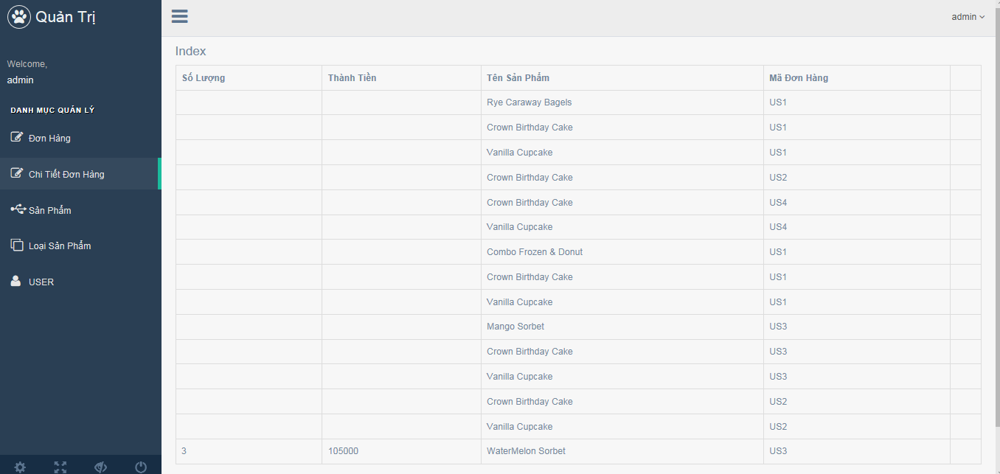 Quản Trị
admin
Welcome,
admin
DANH MỤC QUẢN LÝ
Đơn Hàng
Chi Tiết Đơn Hàng
Sản Phẩm
Loại Sản Phẩm
USER
Index
Số Lượng Thành Tiền Tên Sản Phẩm Mã Đơn Hàng
Rye Caraway Bagels US1
Crown Birthday Cake US1
Vanilla Cupcake US1
Crown Birthday Cake US2
Crown Birthday Cake US4
Vanilla Cupcake US4
Combo Frozen & Donut US1
Crown Birthday Cake US1
Vanilla Cupcake US1
Mango Sorbet US3
Crown Birthday Cake US3
Vanilla Cupcake US3
Crown Birthday Cake US2
Vanilla Cupcake US2
3 105000 WaterMelon Sorbet US3